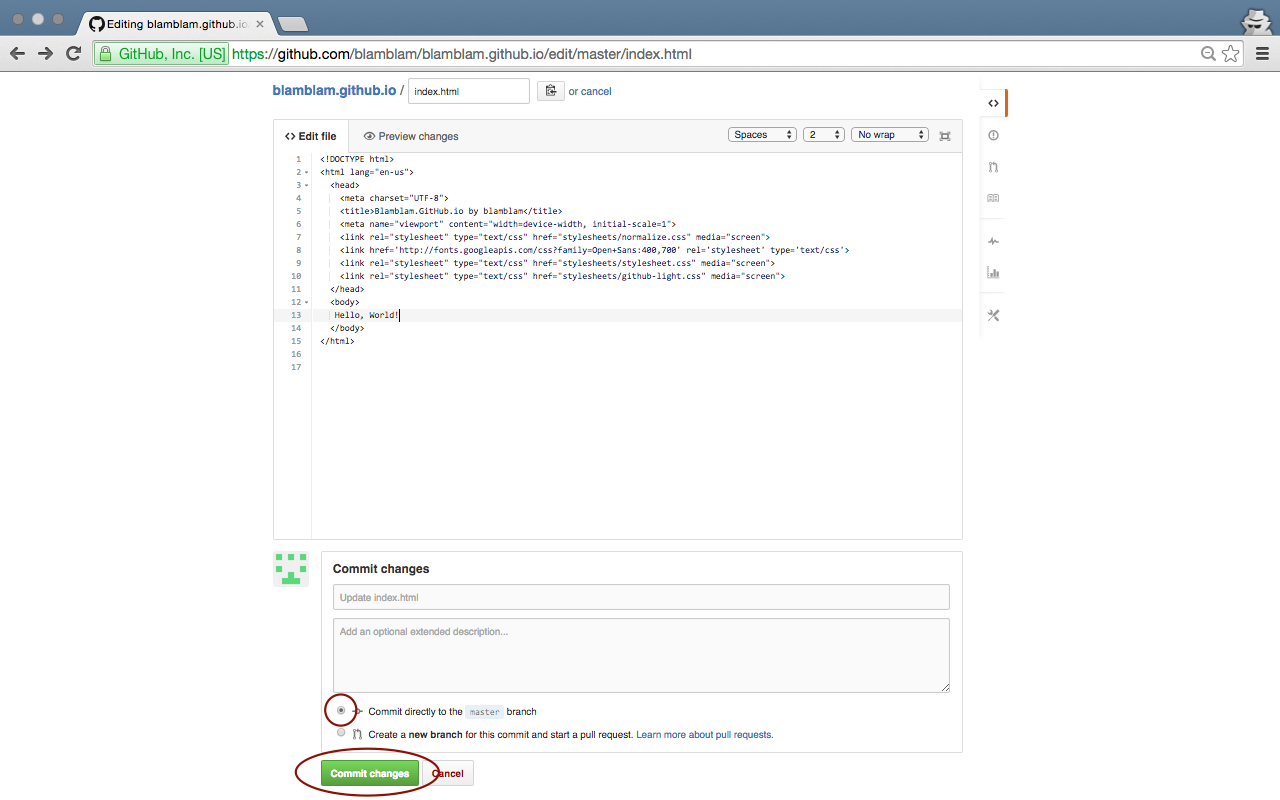 Editing blamblam.github.io
GitHub, Inc. [US] https://github.com/blamblam/blamblam.github.io/edit/master/index.html
blamblam.github.io / index.html or cancel
<> Edit file Preview changes Spaces 2 No wrap
1 <!DOCTYPE html>
2 <html lang="en-us">
3 <head>
4 <meta charset="UTF-8">
5 <title>Blamblam.GitHub.io by blamblam</title>
6 <meta name="viewport" content="width=device-width, initial-scale=1">
7 <link rel="stylesheet" type="text/css" href="stylesheets/normalize.css" media="screen">
8 <link href='http://fonts.googleapis.com/css?family=Open+Sans:400,700' rel='stylesheet' type='text/css'>
9 <link rel="stylesheet" type="text/css" href="stylesheets/stylesheet.css" media="screen">
10 <link rel="stylesheet" type="text/css" href="stylesheets/github-light.css" media="screen">
11 </head>
12 <body>
13 Hello, World!
14 </body>
15 </html>
16
17
Commit changes
Update index.html
Add an optional extended description...
Commit directly to the master branch
Create a new branch for this commit and start a pull request. Learn more about pull requests.
Commit changes Cancel